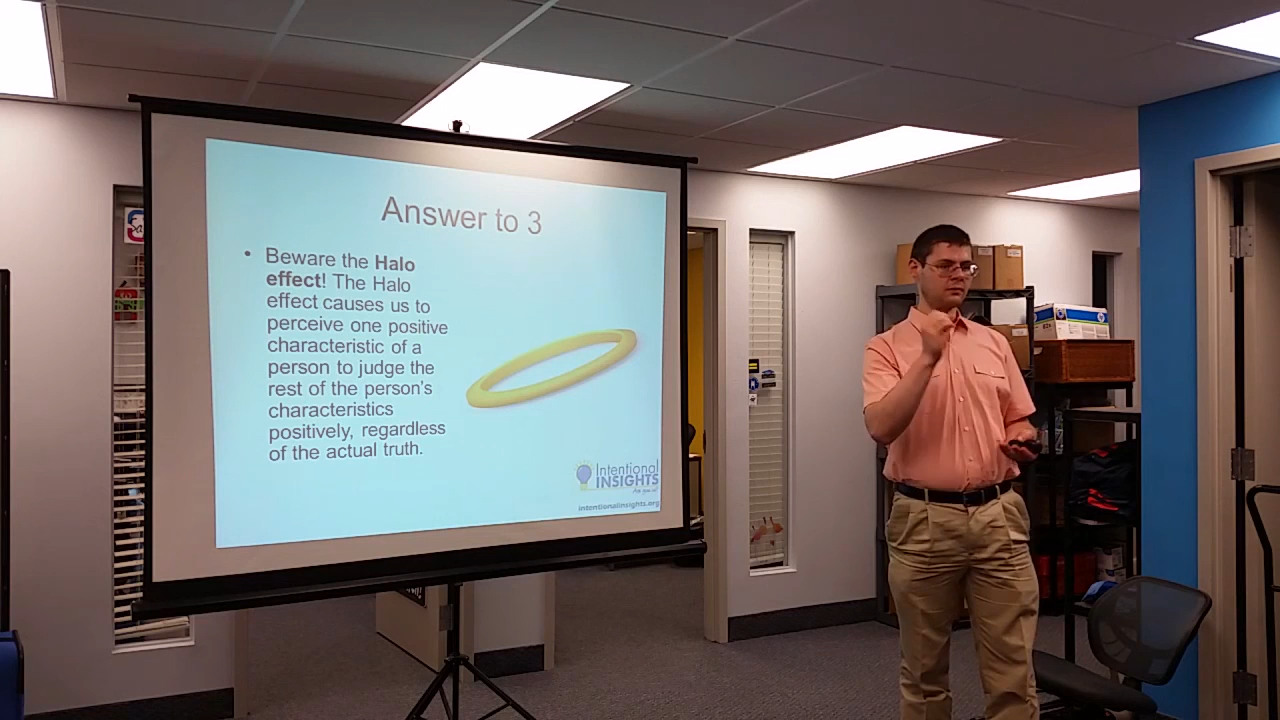 Answer to 3
• Beware the Halo
effect! The Halo
effect causes us to
perceive one positive
characteristic of a
person to judge the
rest of the person's
characteristics
positively, regardless
of the actual truth.
Intentional
INSIGHTS
intentionalinsights.org